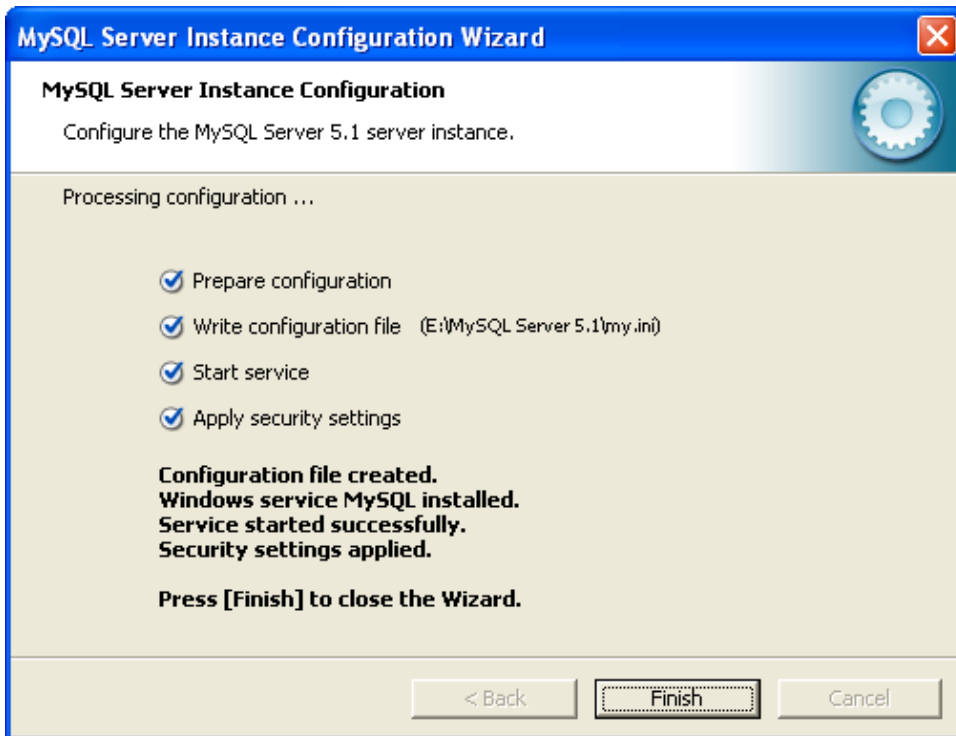 MySQL Server Instance Configuration Wizard
MySQL Server Instance Configuration
Configure the MySQL Server 5.1 server instance.
Processing configuration ...
Prepare configuration
Write configuration file (E:\MySQL Server 5.1\my.ini)
Start service
Apply security settings
Configuration file created.
Windows service MySQL installed.
Service started successfully.
Security settings applied.
Press [Finish] to close the Wizard.
< Back Finish Cancel